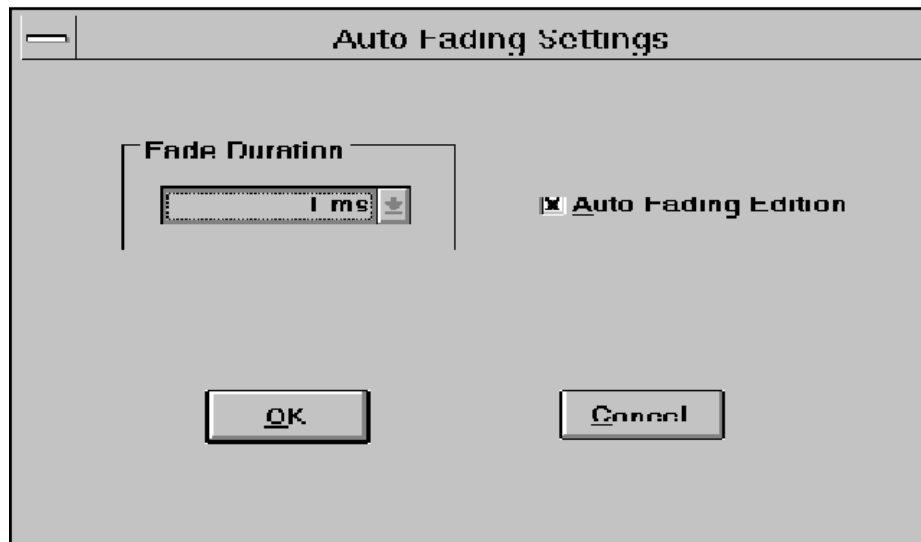 Auto Fading Settings
Fade Duration
1 ms
Auto Fading Edition
OK
Cancel